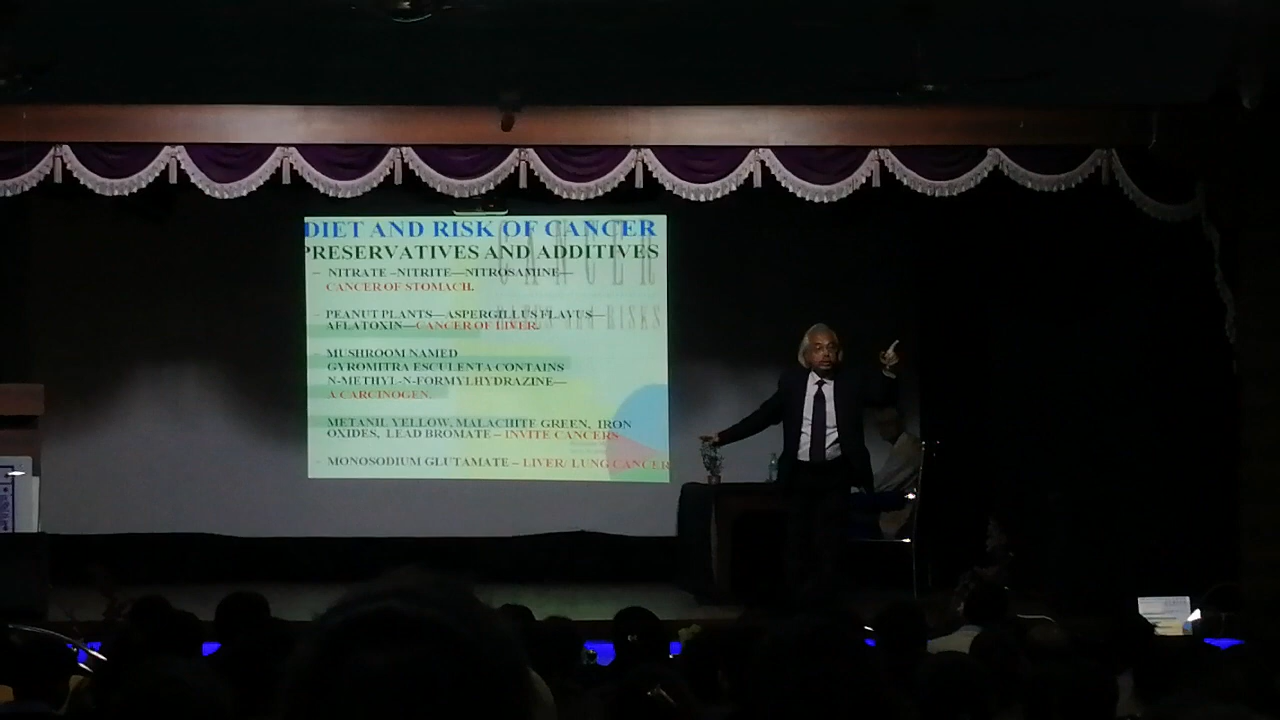 DIET AND RISK OF CANCER
PRESERVATIVES AND ADDITIVES
– NITRATE –NITRITE—NITROSAMINE—
CANCER OF STOMACH.
– PEANUT PLANTS—ASPERGILLUS FLAVUS—
AFLATOXIN—CANCER OF LIVER.
– MUSHROOM NAMED
GYROMITRA ESCULENTA CONTAINS
N-METHYL-N-FORMYLHYDRAZINE—
A CARCINOGEN.
METANIL YELLOW, MALACHITE GREEN, IRON
OXIDES, LEAD BROMATE – INVITE CANCERS
– MONOSODIUM GLUTAMATE – LIVER/ LUNG CANCER
CANCER
RISKS